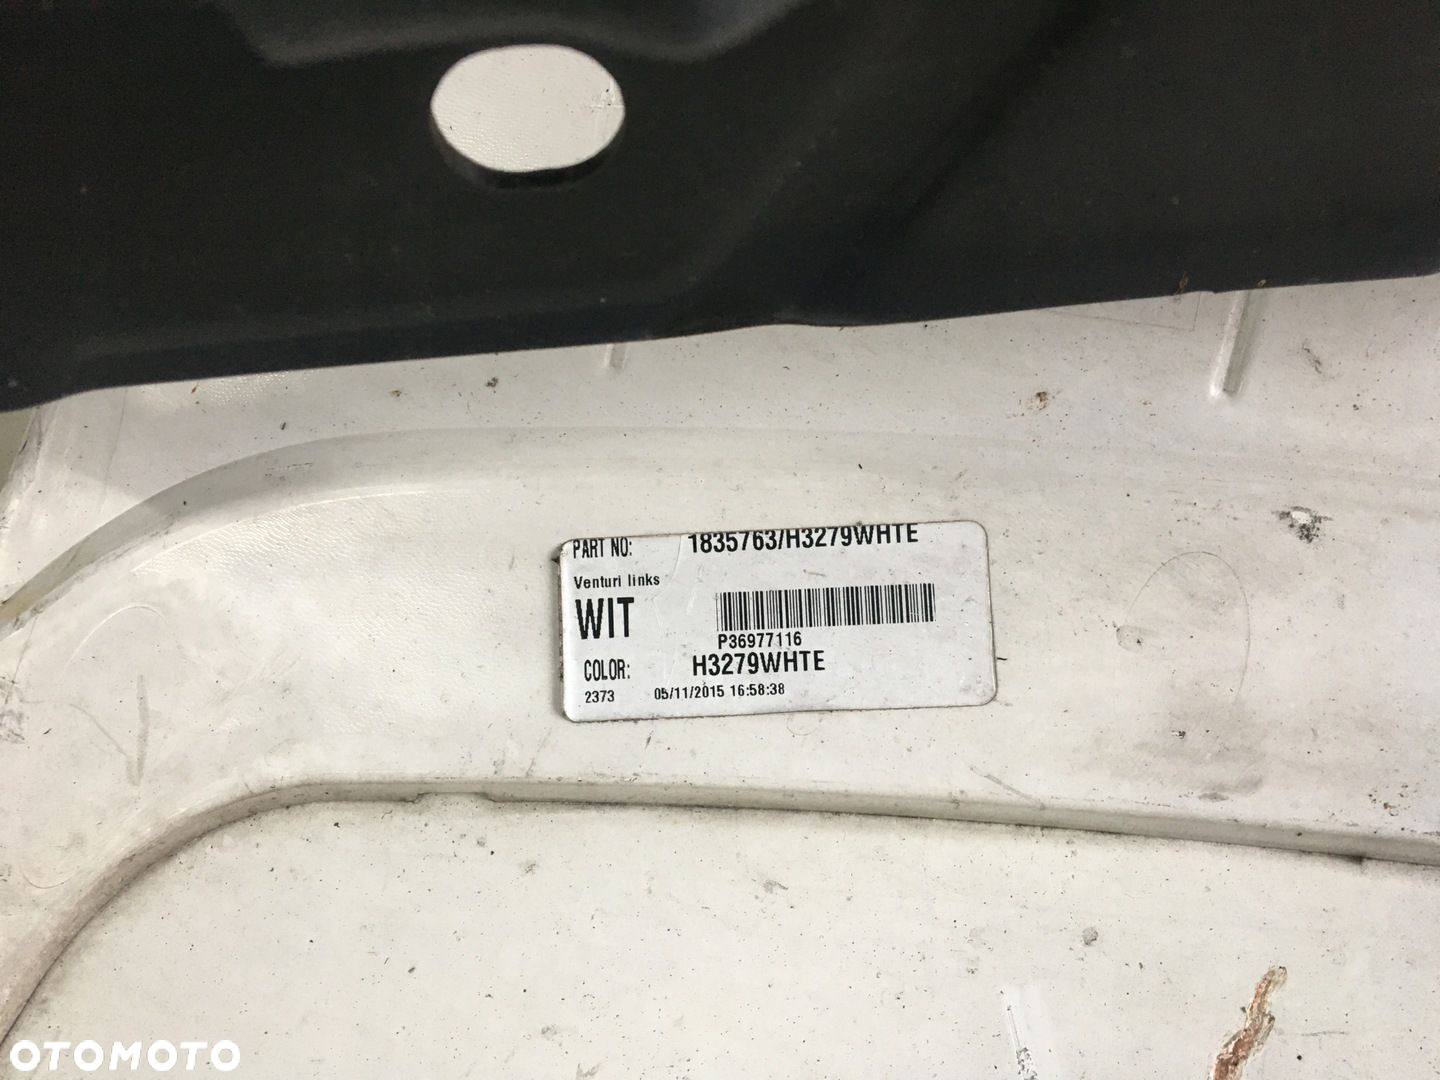 PART NO: 1835763/H3279WHTE
Venturi links
WIT
P36977116
COLOR: H3279WHTE
2373 05/11/2015 16:58:38
OTOMOTO